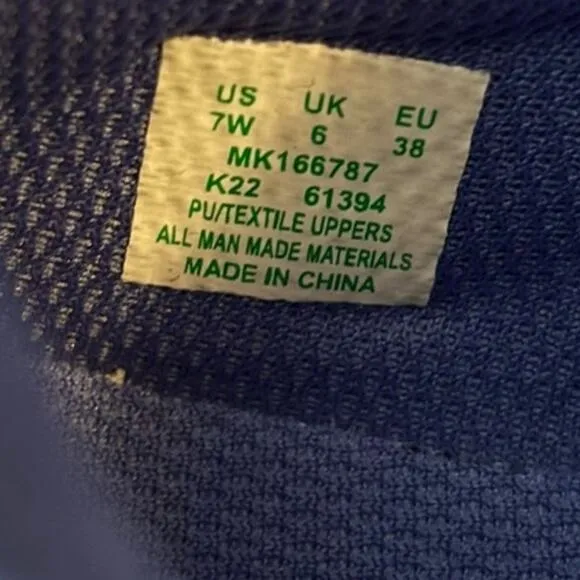 US UK EU
7W 6 38
MK166787
K22 61394
PU/TEXTILE UPPERS
ALL MAN MADE MATERIALS
MADE IN CHINA